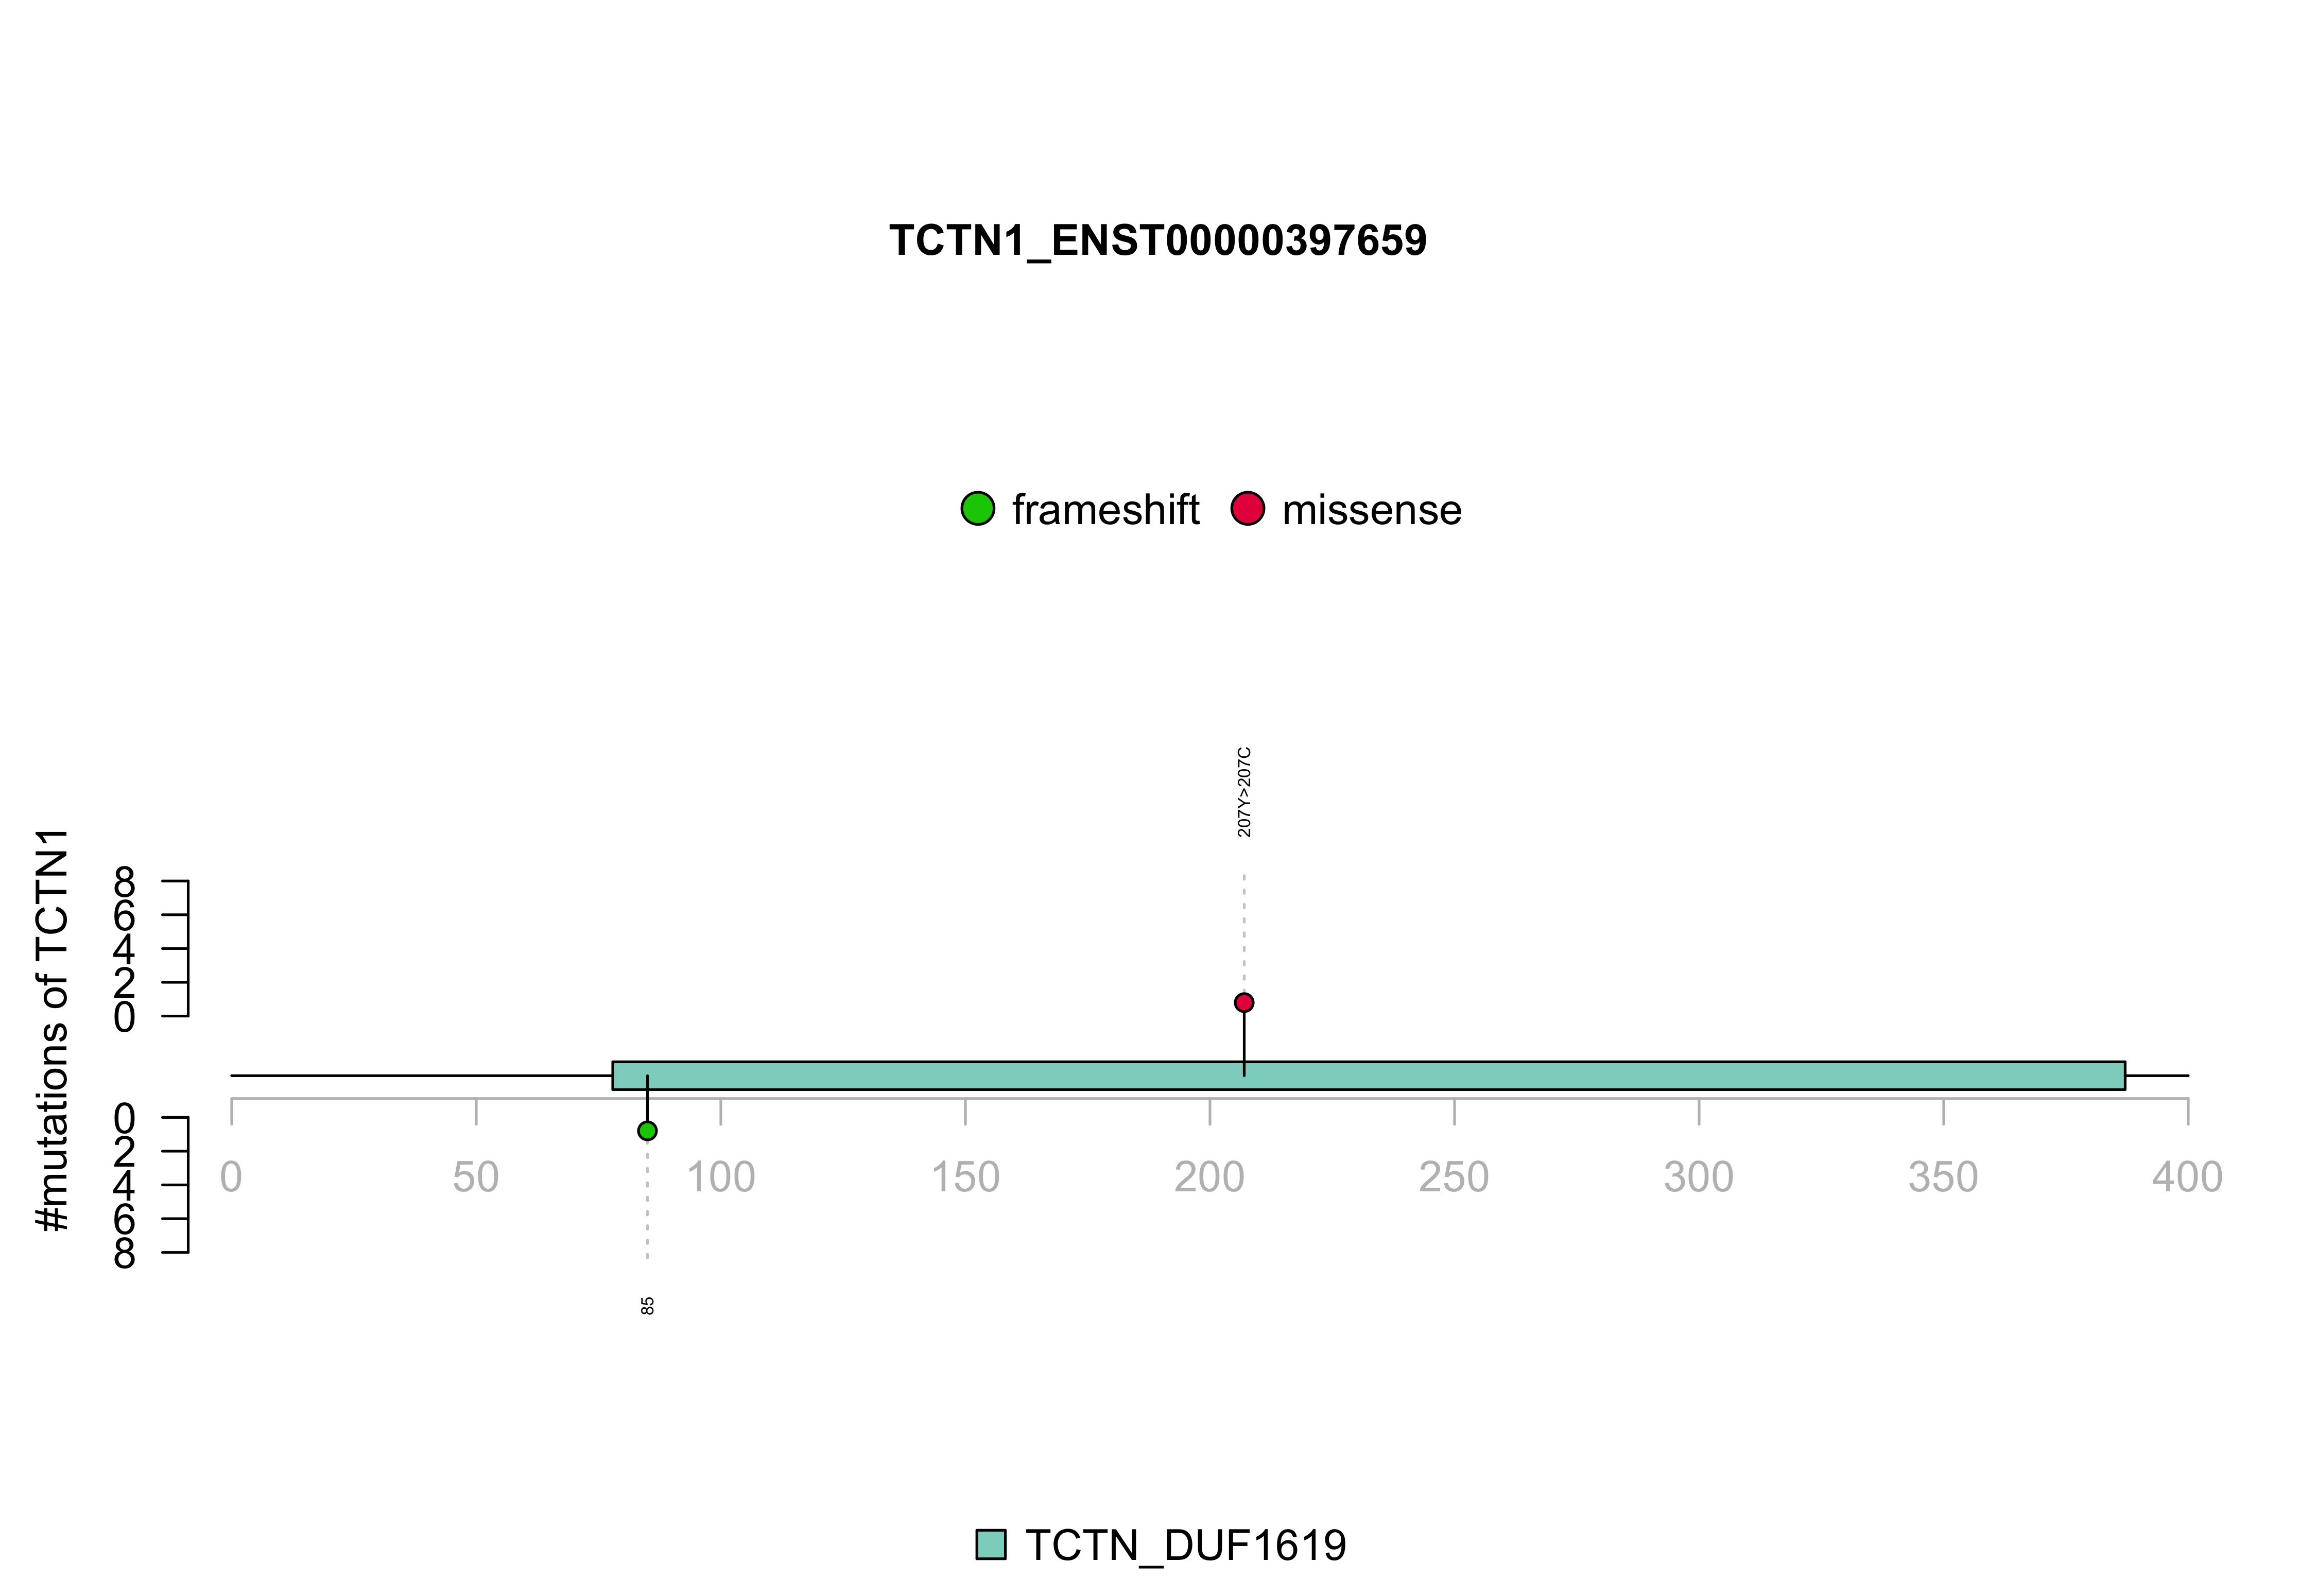 TCTN1_ENST00000397659
frameshift missense
207Y>207C
#mutations of TCTN1
8
6
4
2
0
0
2
4
6
8
0 50 100 150 200 250 300 350 400
85
TCTN_DUF1619